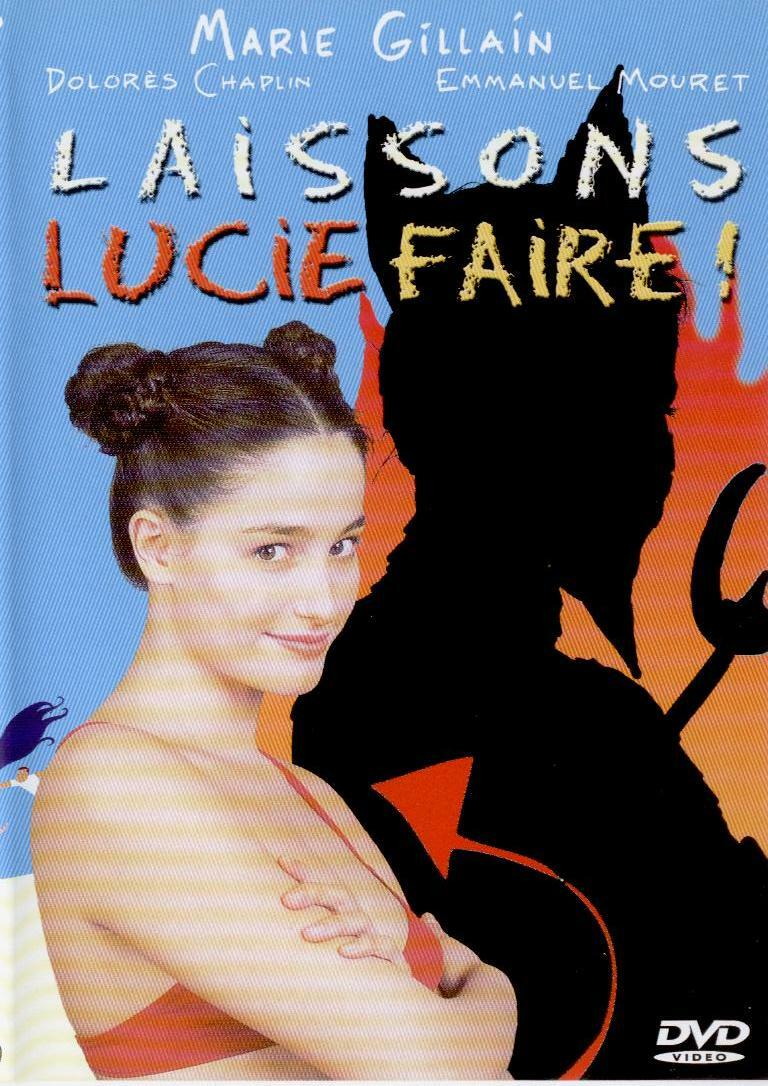 MARIE GILLAIN
DOLORÈS CHAPLIN EMMANUEL MOURET
LAISSONS
LUCIE FAIRE !
DVD
VIDEO